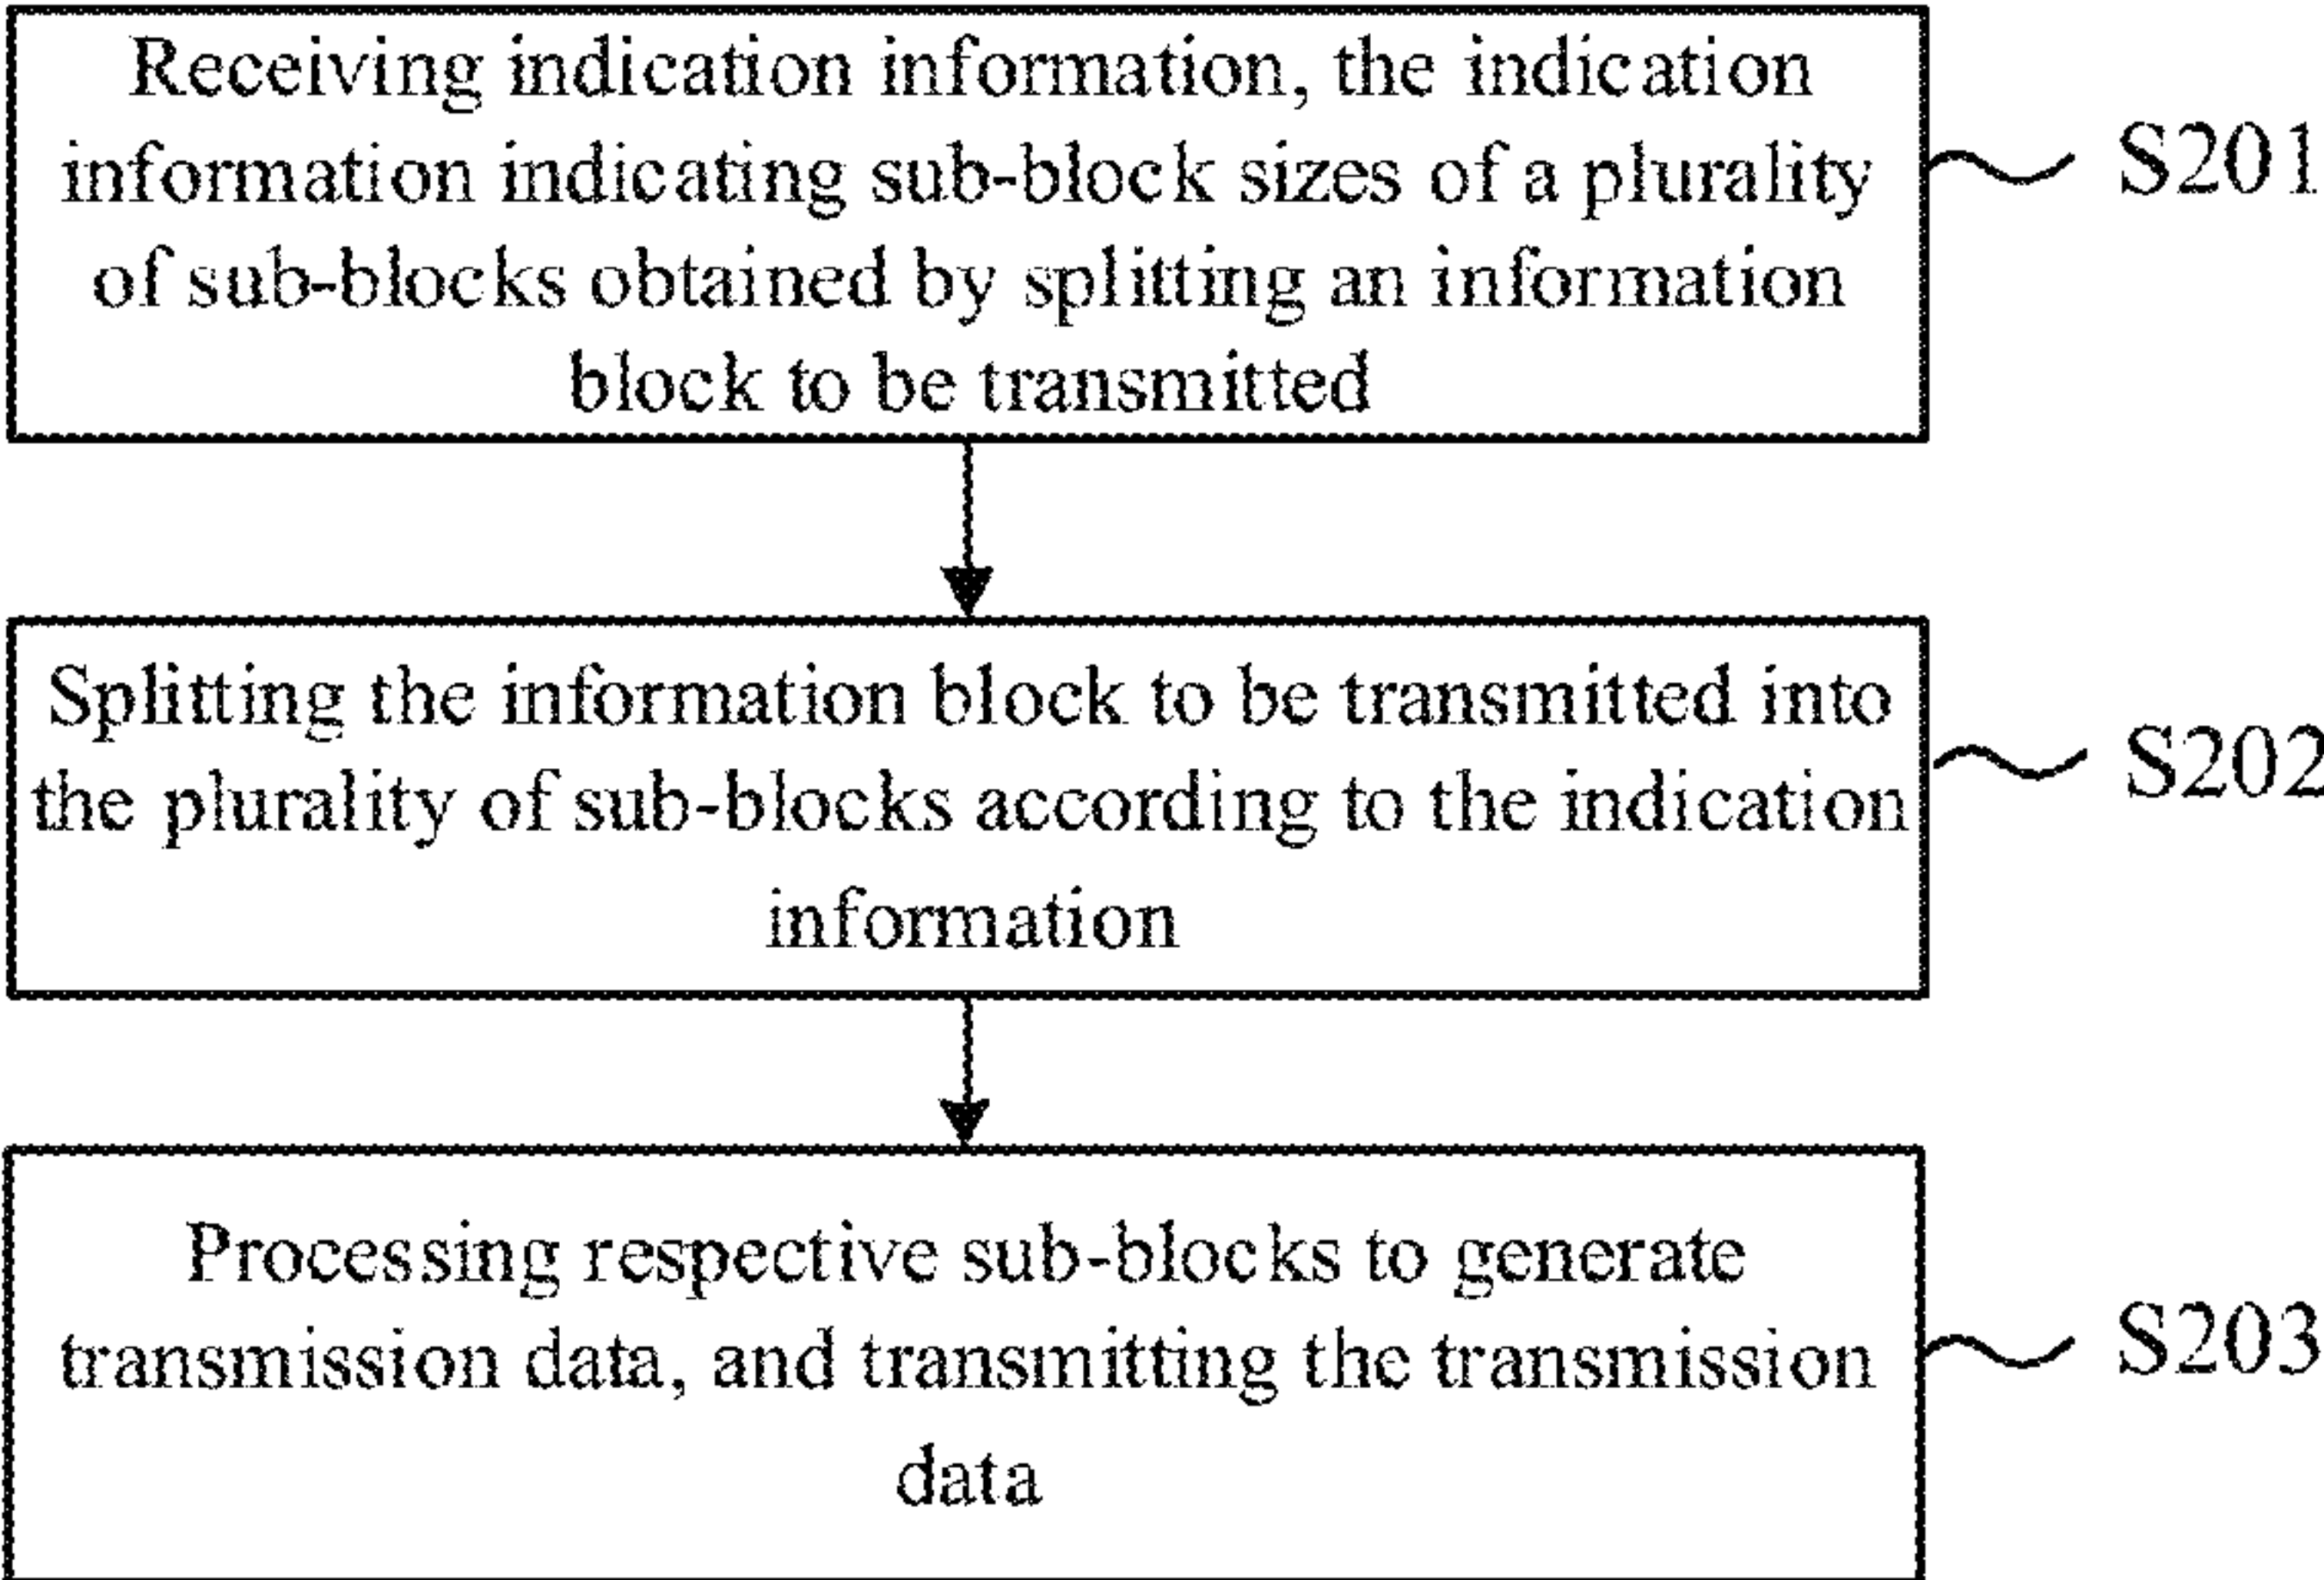 Receiving indication information, the indication
information indicating sub-block sizes of a plurality
of sub-blocks obtained by splitting an information
block to be transmitted
S201
Splitting the information block to be transmitted into
the plurality of sub-blocks according to the indication
information
S202
Processing respective sub-blocks to generate
transmission data, and transmitting the transmission
data
S203